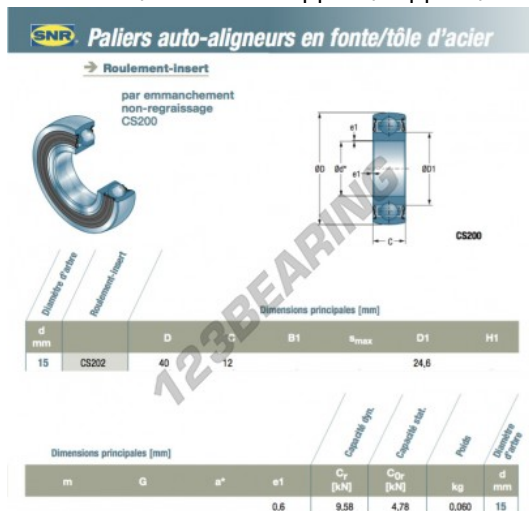 SNR Paliers auto-aligneurs en fonte/tôle d'acier
→ Roulement-insert
par emmanchement
non-regraissage
CS200
e1
ØD
Ød*
ØD1
e1
C
CS200
123BEARING
Diamètre d'arbre
Roulement-insert
Dimensions principales [mm]
d
mm
D C B1 smax D1 H1
15 CS202 40 12 24,6
Capacité dyn.
Capacité stat.
Poids
Diamètre
d'arbre
Dimensions principales [mm]
m G a* e1 Cr [kN] C0r [kN] kg d mm
0,6 9.58 4.78 0.060 15